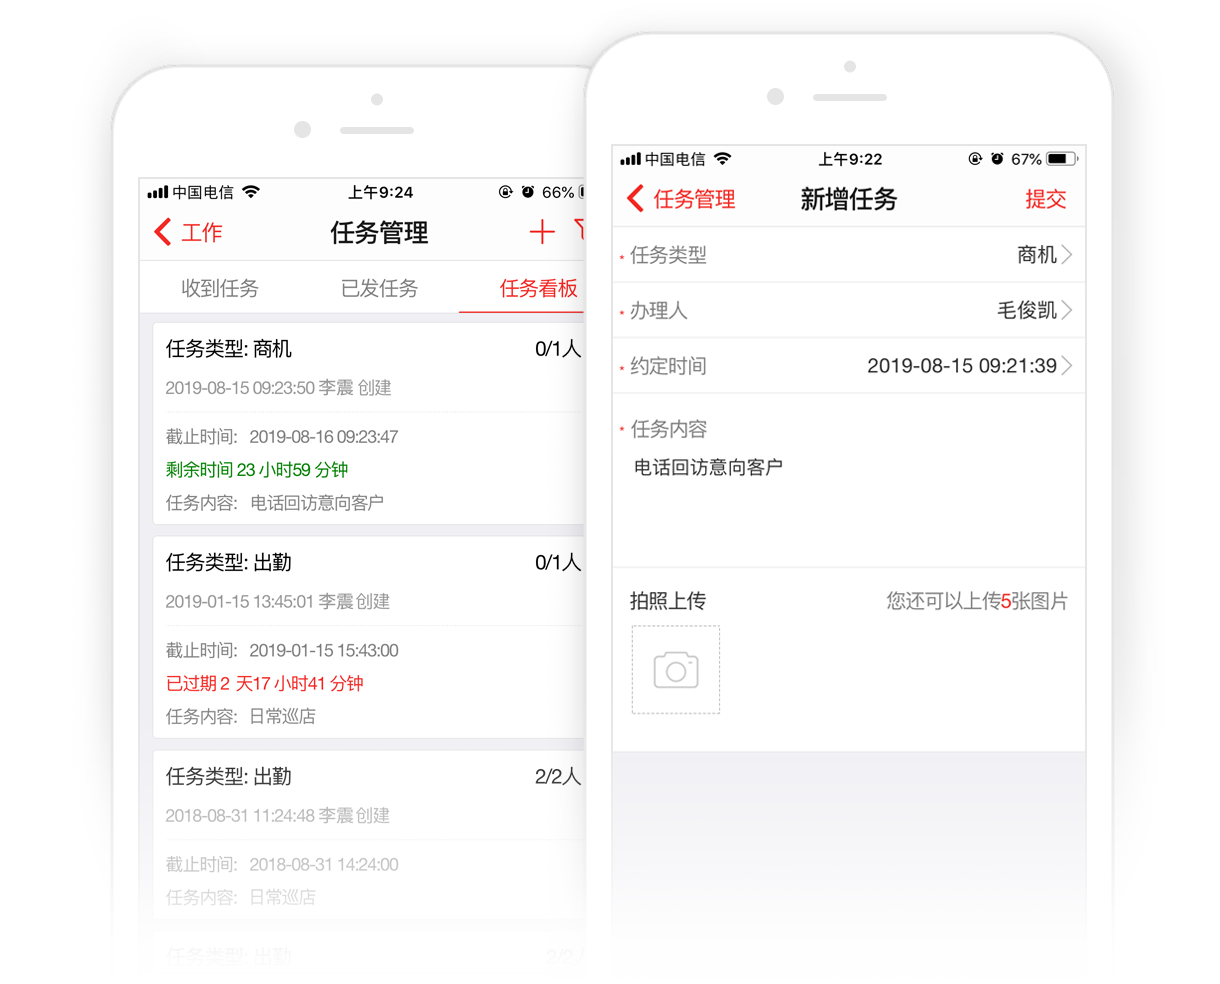 中国电信 上午9:24 66%
工作 任务管理
收到任务 已发任务 任务看板
任务类型: 商机 0/1人
2019-08-15 09:23:50 李震 创建
截止时间: 2019-08-16 09:23:47
剩余时间 23 小时59 分钟
任务内容: 电话回访意向客户
任务类型: 出勤 0/1人
2019-01-15 13:45:01 李震 创建
截止时间: 2019-01-15 15:43:00
已过期 2 天17 小时41 分钟
任务内容: 日常巡店
任务类型: 出勤 2/2人
2018-08-31 11:24:48 李震 创建
截止时间: 2018-08-31 14:24:00
任务内容: 日常巡店
任务类型: 出勤 2/2人
中国电信 上午9:22 67%
任务管理 新增任务 提交
* 任务类型 商机
* 办理人 毛俊凯
* 约定时间 2019-08-15 09:21:39
* 任务内容
电话回访意向客户
拍照上传 您还可以上传5张图片